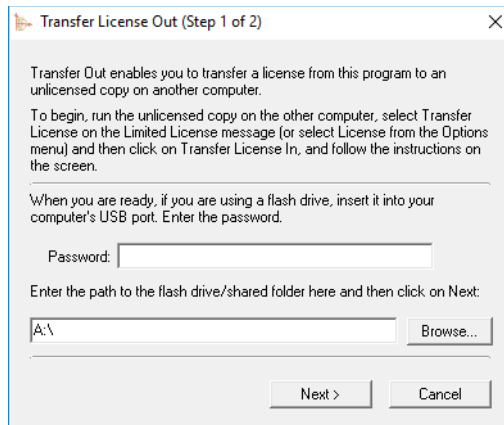 Transfer License Out (Step 1 of 2)
Transfer Out enables you to transfer a license from this program to an
unlicensed copy on another computer.
To begin, run the unlicensed copy on the other computer, select Transfer
License on the Limited License message (or select License from the Options
menu) and then click on Transfer License In, and follow the instructions on
the screen.
When you are ready, if you are using a flash drive, insert it into your
computer's USB port. Enter the password.
Password:
Enter the path to the flash drive/shared folder here and then click on Next:
A:\
Browse...
Next >
Cancel